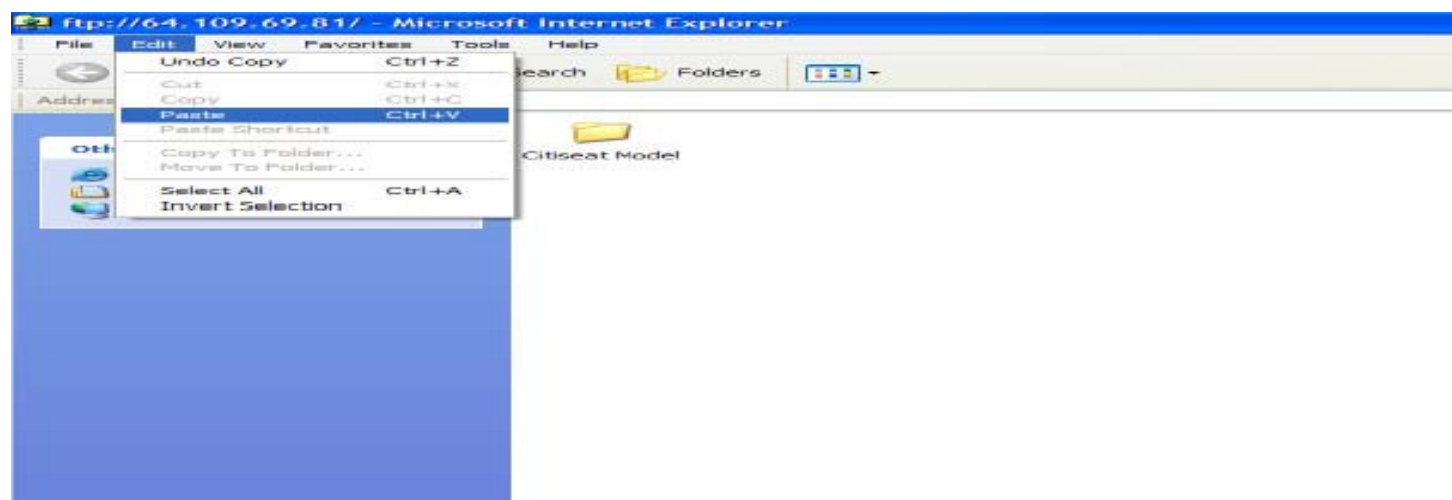 ftp://64.109.69.81/ - Microsoft Internet Explorer
File Edit View Favorites Tools Help
Undo Copy Ctrl+Z
Cut Ctrl+X
Folders
Copy Ctrl+C
Paste Ctrl+V
Paste Shortcut
Copy To Folder...
Move To Folder...
Select All Ctrl+A
Invert Selection
Citiseat Model